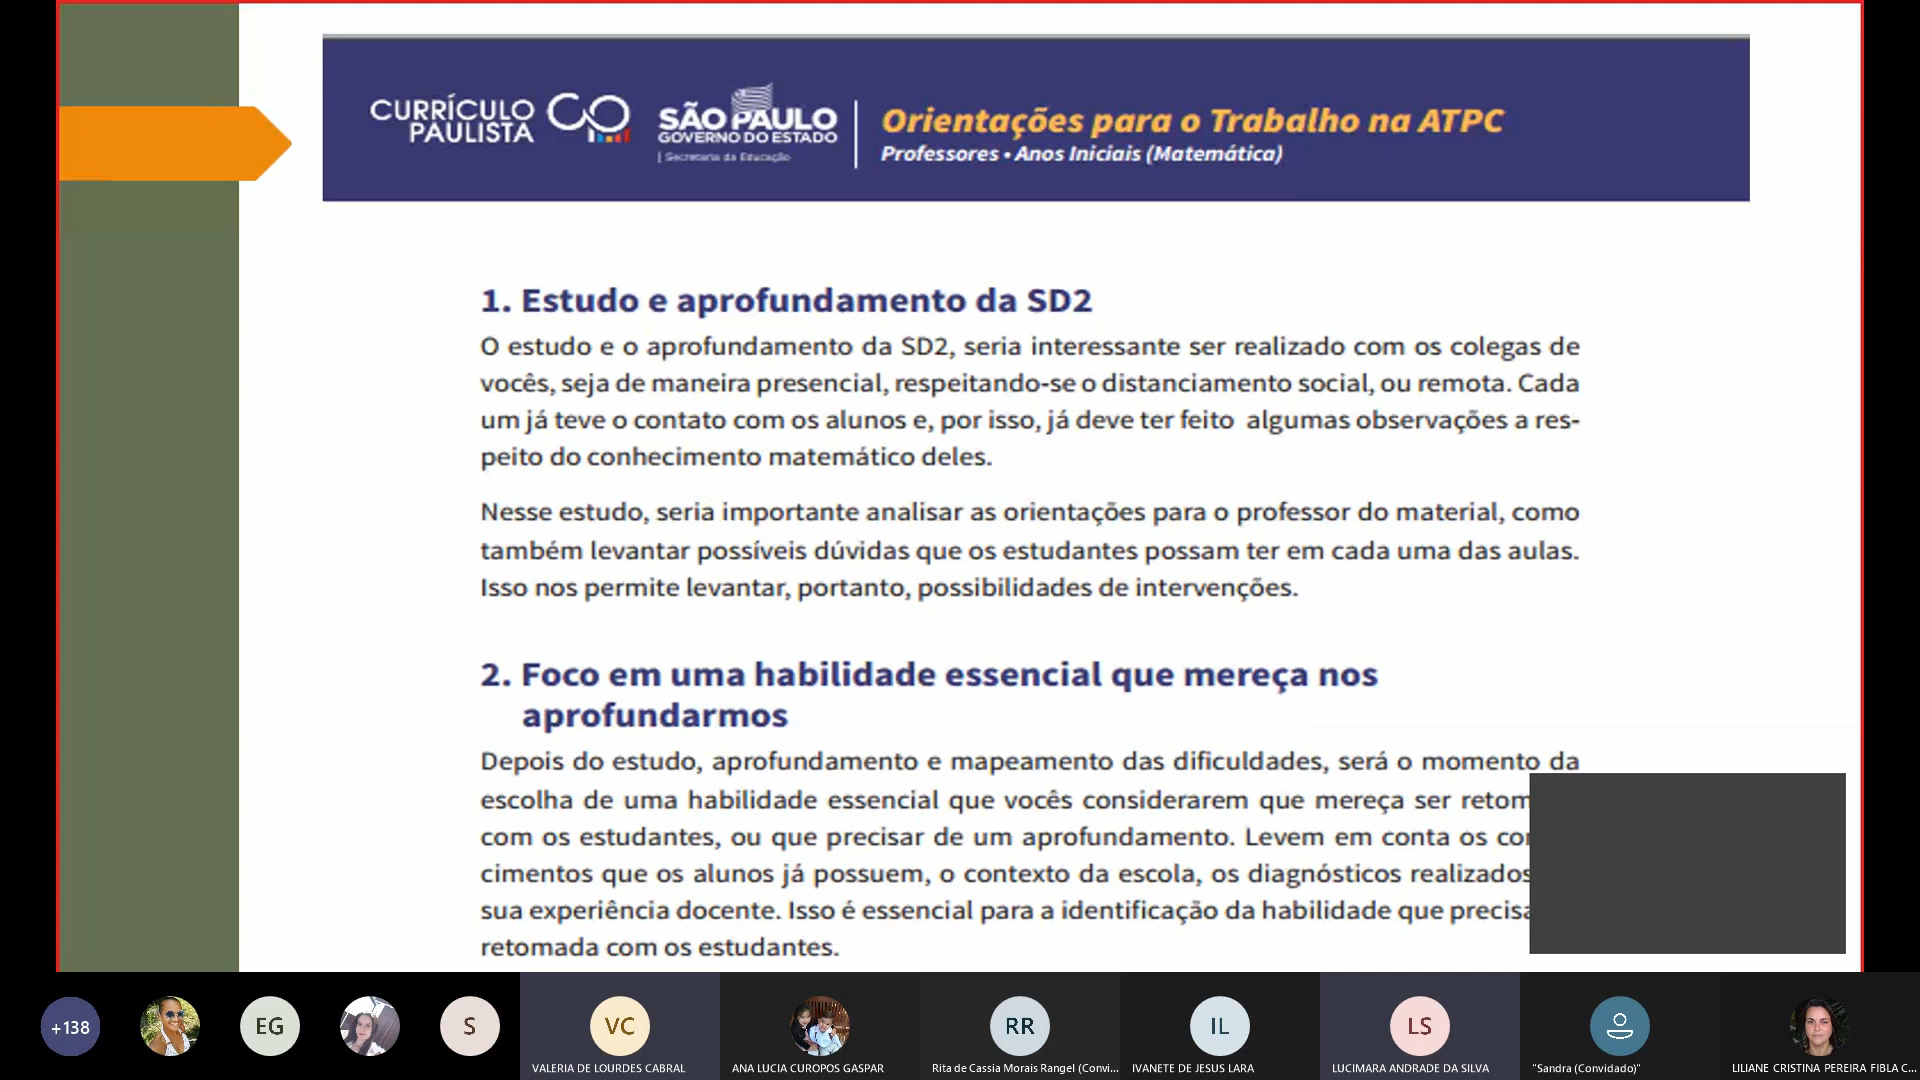 CURRÍCULO
PAULISTA
SÃO PAULO
GOVERNO DO ESTADO
Secretaria da Educação
Orientações para o Trabalho na ATPC
Professores • Anos Iniciais (Matemática)
1. Estudo e aprofundamento da SD2
O estudo e o aprofundamento da SD2, seria interessante ser realizado com os colegas de
vocês, seja de maneira presencial, respeitando-se o distanciamento social, ou remota. Cada
um já teve o contato com os alunos e, por isso, já deve ter feito algumas observações a res-
peito do conhecimento matemático deles.
Nesse estudo, seria importante analisar as orientações para o professor do material, como
também levantar possíveis dúvidas que os estudantes possam ter em cada uma das aulas.
Isso nos permite levantar, portanto, possibilidades de intervenções.
2. Foco em uma habilidade essencial que mereça nos
aprofundarmos
Depois do estudo, aprofundamento e mapeamento das dificuldades, será o momento da
escolha de uma habilidade essencial que vocês considerarem que mereça ser
com os estudantes, ou que precisar de um aprofundamento. Levem em conta os
cimentos que os alunos já possuem, o contexto da escola, os diagnósticos realizados
sua experiência docente. Isso é essencial para a identificação da habilidade que
retomada com os estudantes.
+138
EG
S
VC
RR
IL
LS
VALERIA DE LOURDES CABRAL
ANA LUCIA CUROPOS GASPAR
Rita de Cassia Morais Rangel (Convi...
IVANETE DE JESUS LARA
LUCIMARA ANDRADE DA SILVA
"Sandra (Convidado)"
LILIANE CRISTINA PEREIRA FIBLA C...